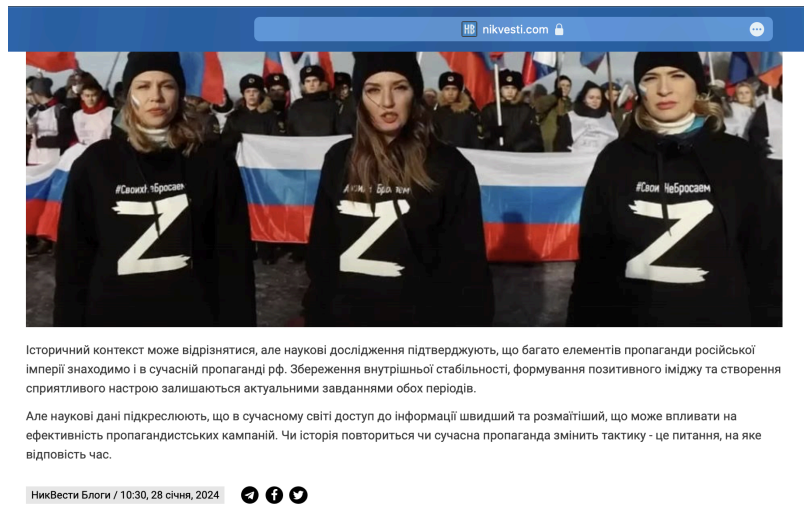 НВ nikvesti.com
#СвоихНеБросаем
#Свои НеБросаем
Z Z Z
Історичний контекст може відрізнятися, але наукові дослідження підтверджують, що багато елементів пропаганди російської
імперії знаходимо і в сучасній пропаганді рф. Збереження внутрішньої стабільності, формування позитивного іміджу та створення
сприятливого настрою залишаються актуальними завданнями обох періодів.
Але наукові дані підкреслюють, що в сучасному світі доступ до інформації швидший та розмаїтіший, що може впливати на
ефективність пропагандистських кампаній. Чи історія повториться чи сучасна пропаганда змінить тактику - це питання, на яке
відповість час.
НикВести Блоги / 10:30, 28 січня, 2024